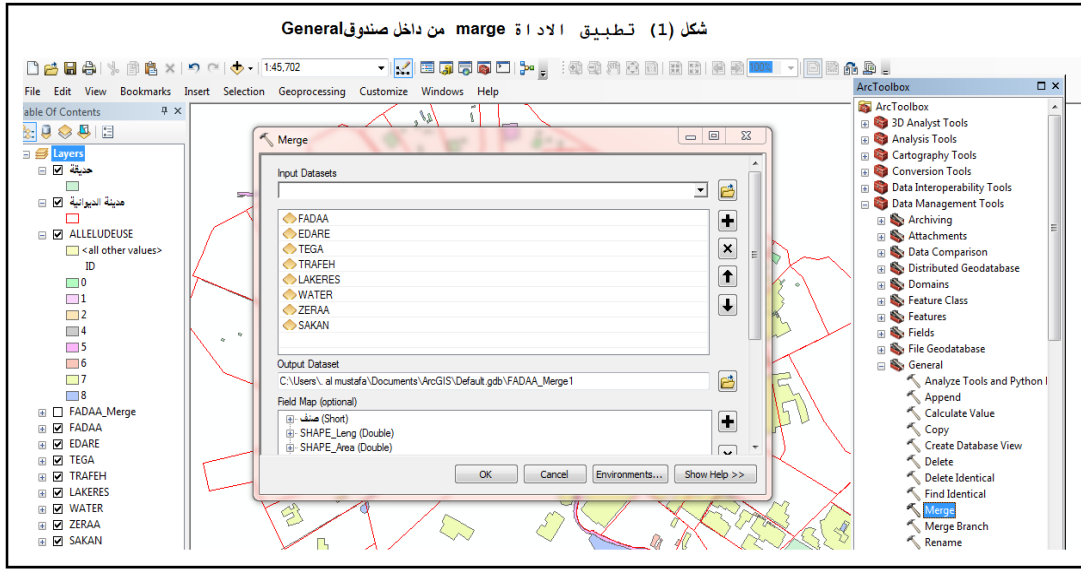 شكل (1) تطبيق الاداة marge من داخل صندوقGeneral
1:45,702
100%
File Edit View Bookmarks Insert Selection Geoprocessing Customize Windows Help
able Of Contents
Layers
حديقة
مدينة الديوانية
ALLELUDEUSE
<all other values>
ID
0
1
2
4
5
6
7
8
FADAA_Merge
FADAA
EDARE
TEGA
TRAFEH
LAKERES
WATER
ZERAA
SAKAN
Merge
Input Datasets
FADAA
EDARE
TEGA
TRAFEH
LAKERES
WATER
ZERAA
SAKAN
Output Dataset
C:\Users\. al mustafa\Documents\ArcGIS\Default.gdb\FADAA_Merge1
Field Map (optional)
صنف (Short)
SHAPE_Leng (Double)
SHAPE_Area (Double)
OK Cancel Environments... Show Help >>
ArcToolbox
ArcToolbox
3D Analyst Tools
Analysis Tools
Cartography Tools
Conversion Tools
Data Interoperability Tools
Data Management Tools
Archiving
Attachments
Data Comparison
Distributed Geodatabase
Domains
Feature Class
Features
Fields
File Geodatabase
General
Analyze Tools and Python
Append
Calculate Value
Copy
Create Database View
Delete
Delete Identical
Find Identical
Merge
Merge Branch
Rename